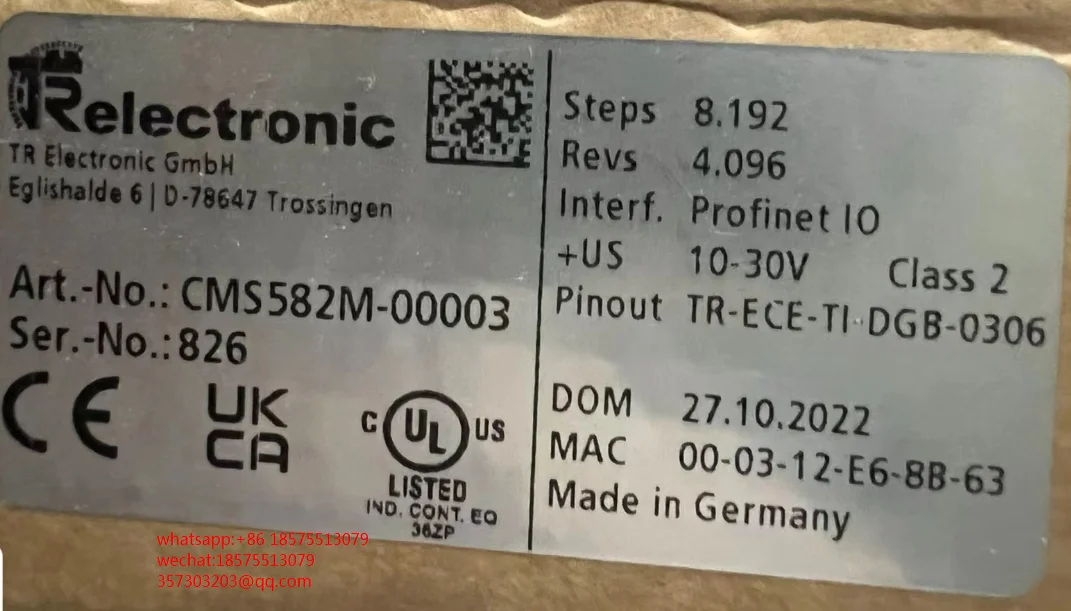 TRelectronic
TR Electronic GmbH
Eglishalde 6 | D-78647 Trossingen
Art.-No.: CMS582M-00003
Ser.-No.: 826
CE
UK
CA
C UL US
LISTED
IND. CONT. EQ
36ZP
Steps 8.192
Revs 4.096
Interf. Profinet IO
+US 10-30V Class 2
Pinout TR-ECE-TI-DGB-0306
DOM 27.10.2022
MAC 00-03-12-E6-8B-63
Made in Germany
whatsapp:+86 18575513079
wechat:18575513079
357303203@qq.com